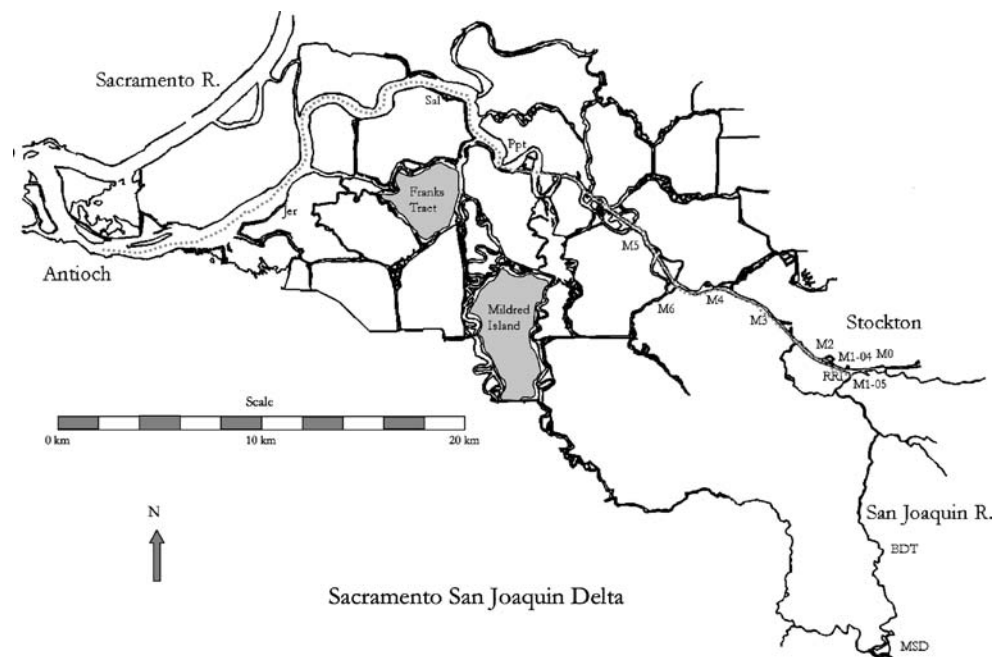 Sacramento R.
Sal
Ppt
Franks
Tract
Jer
M5
Antioch
Mildred
Island
M6
M4
M3
Stockton
M2
M1-04
M0
M1-05
Scale
0 km
10 km
20 km
N
San Joaquin R.
BDT
Sacramento San Joaquin Delta
MSD